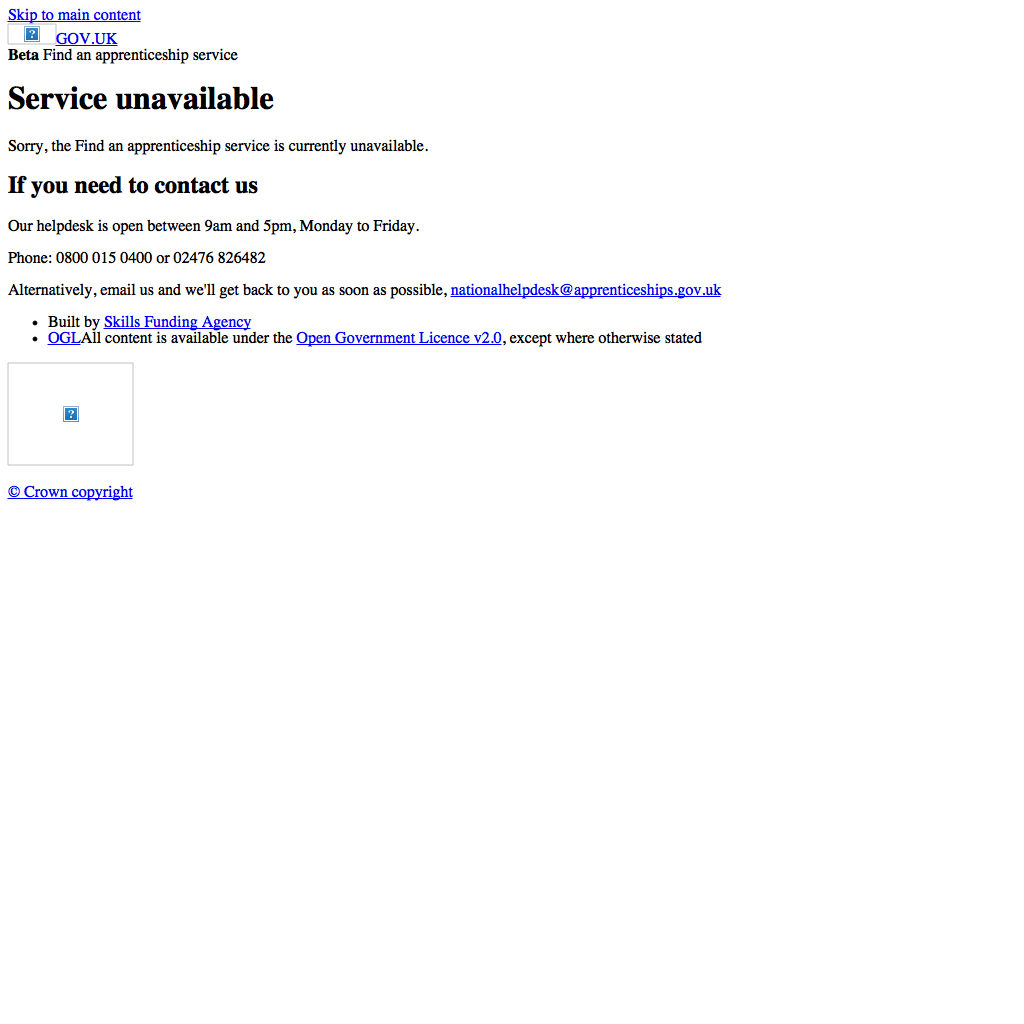 Skip to main content
GOV.UK
Beta Find an apprenticeship service
Service unavailable
Sorry, the Find an apprenticeship service is currently unavailable.
If you need to contact us
Our helpdesk is open between 9am and 5pm, Monday to Friday.
Phone: 0800 015 0400 or 02476 826482
Alternatively, email us and we'll get back to you as soon as possible, nationalhelpdesk@apprenticeships.gov.uk
• Built by Skills Funding Agency
• OGLAll content is available under the Open Government Licence v2.0, except where otherwise stated
© Crown copyright